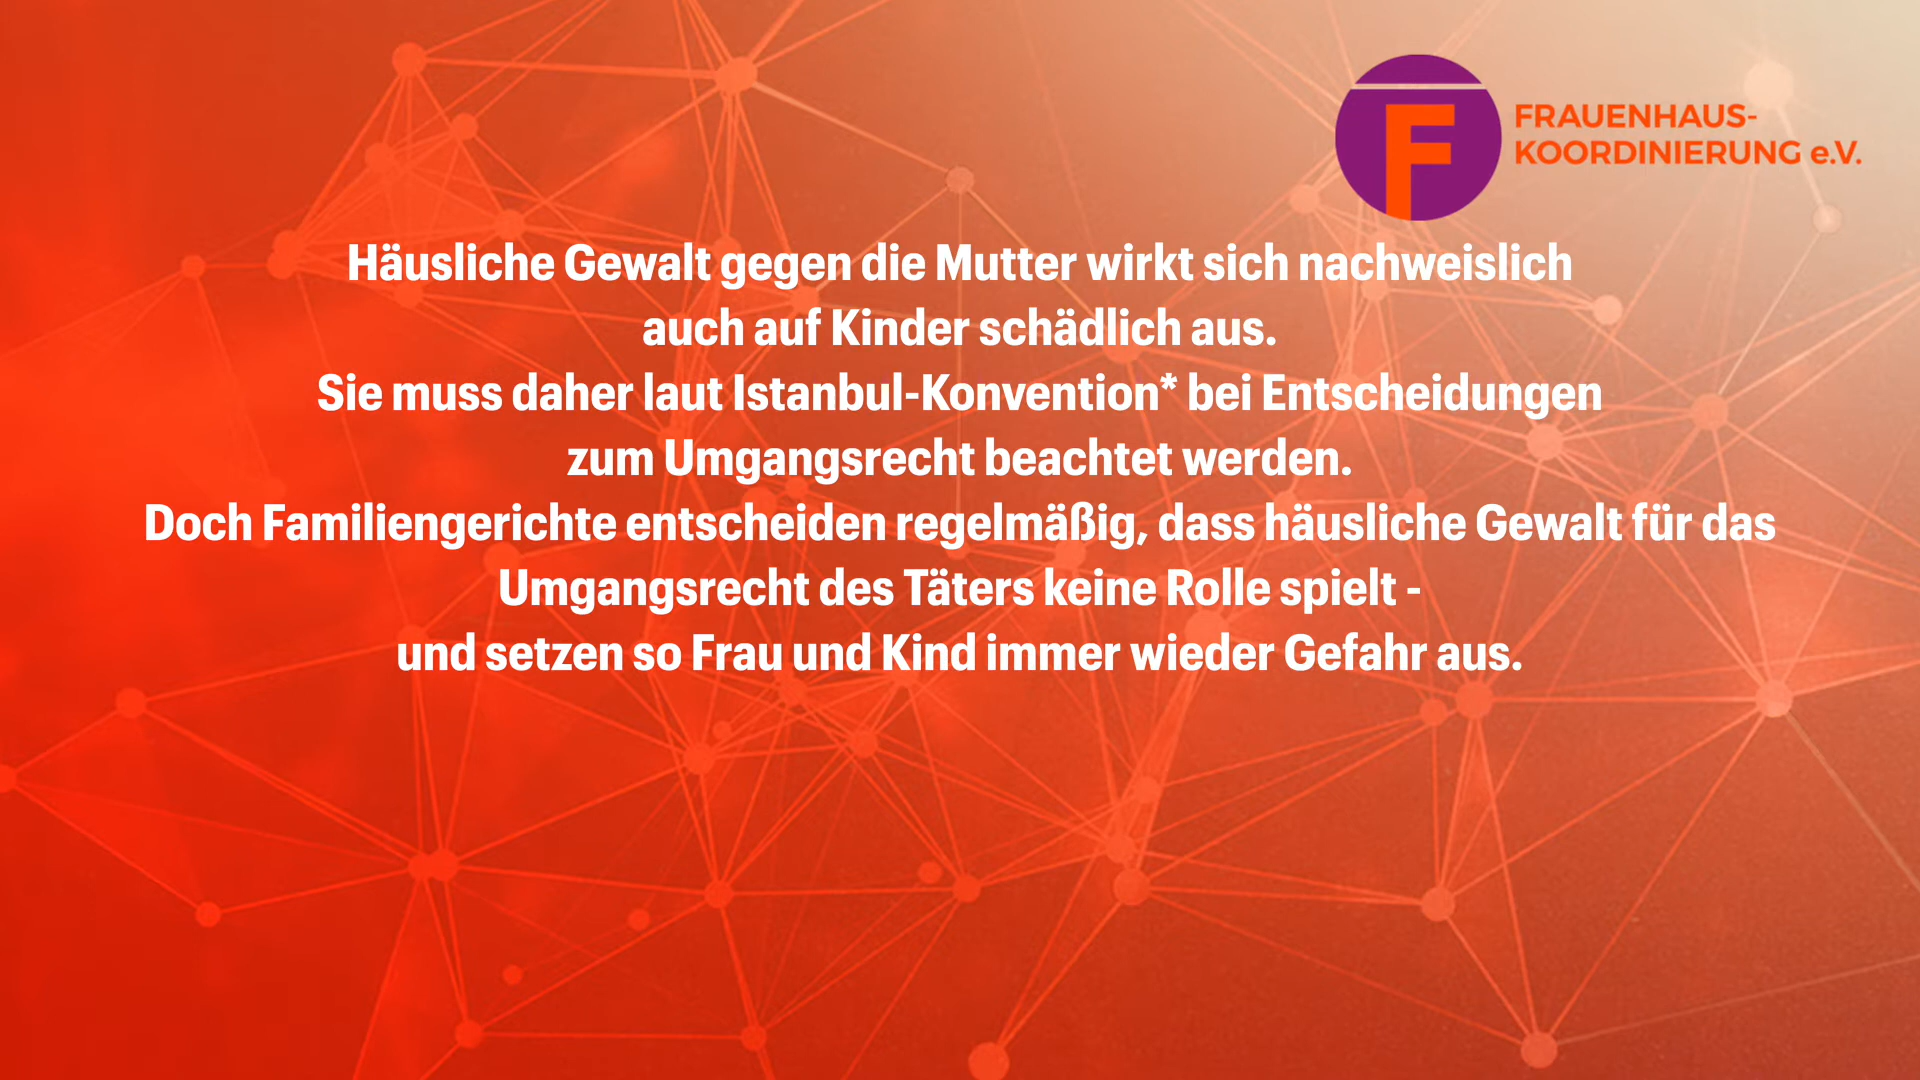 F
FRAUENHAUS-
KOORDINIERUNG e.V.
Häusliche Gewalt gegen die Mutter wirkt sich nachweislich
auch auf Kinder schädlich aus.
Sie muss daher laut Istanbul-Konvention* bei Entscheidungen
zum Umgangsrecht beachtet werden.
Doch Familiengerichte entscheiden regelmäßig, dass häusliche Gewalt für das
Umgangsrecht des Täters keine Rolle spielt -
und setzen so Frau und Kind immer wieder Gefahr aus.